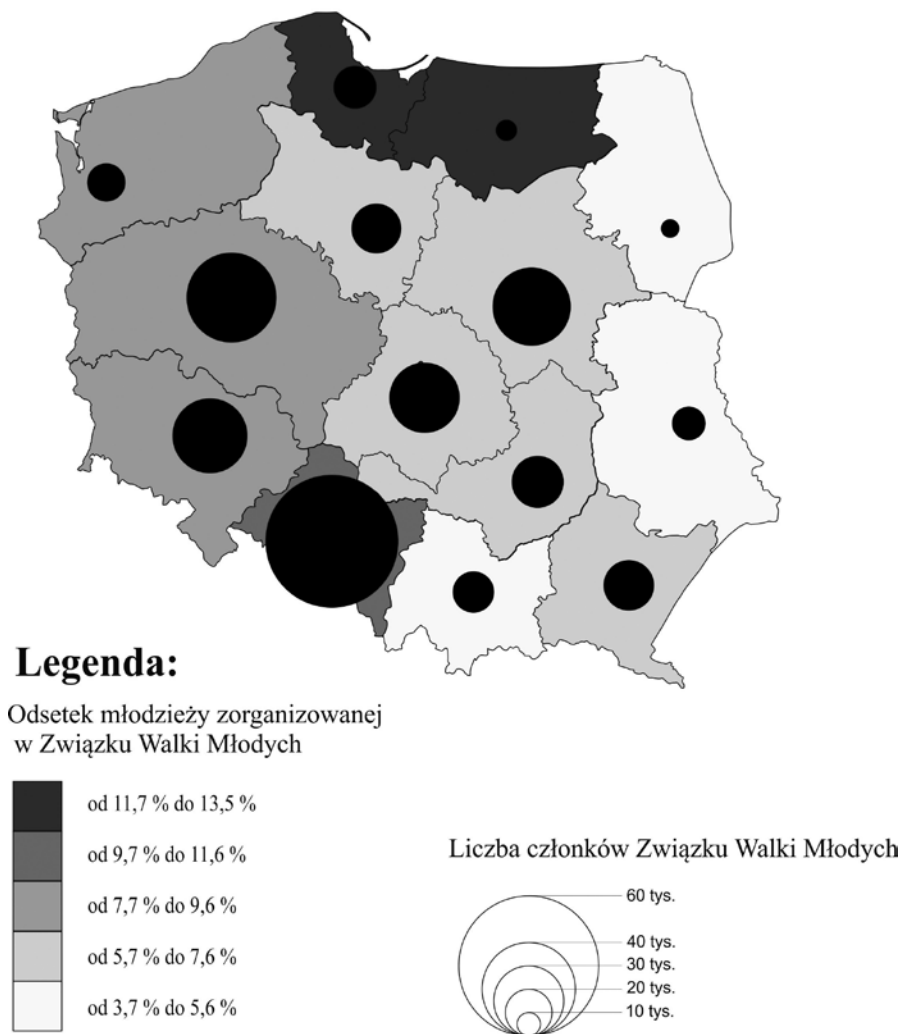 Legenda:
Odsetek młodzieży zorganizowanej
w Związku Walki Młodych
od 11,7 % do 13,5 %
od 9,7 % do 11,6 %
od 7,7 % do 9,6 %
od 5,7 % do 7,6 %
od 3,7 % do 5,6 %
Liczba członków Związku Walki Młodych
60 tys.
40 tys.
30 tys.
20 tys.
10 tys.